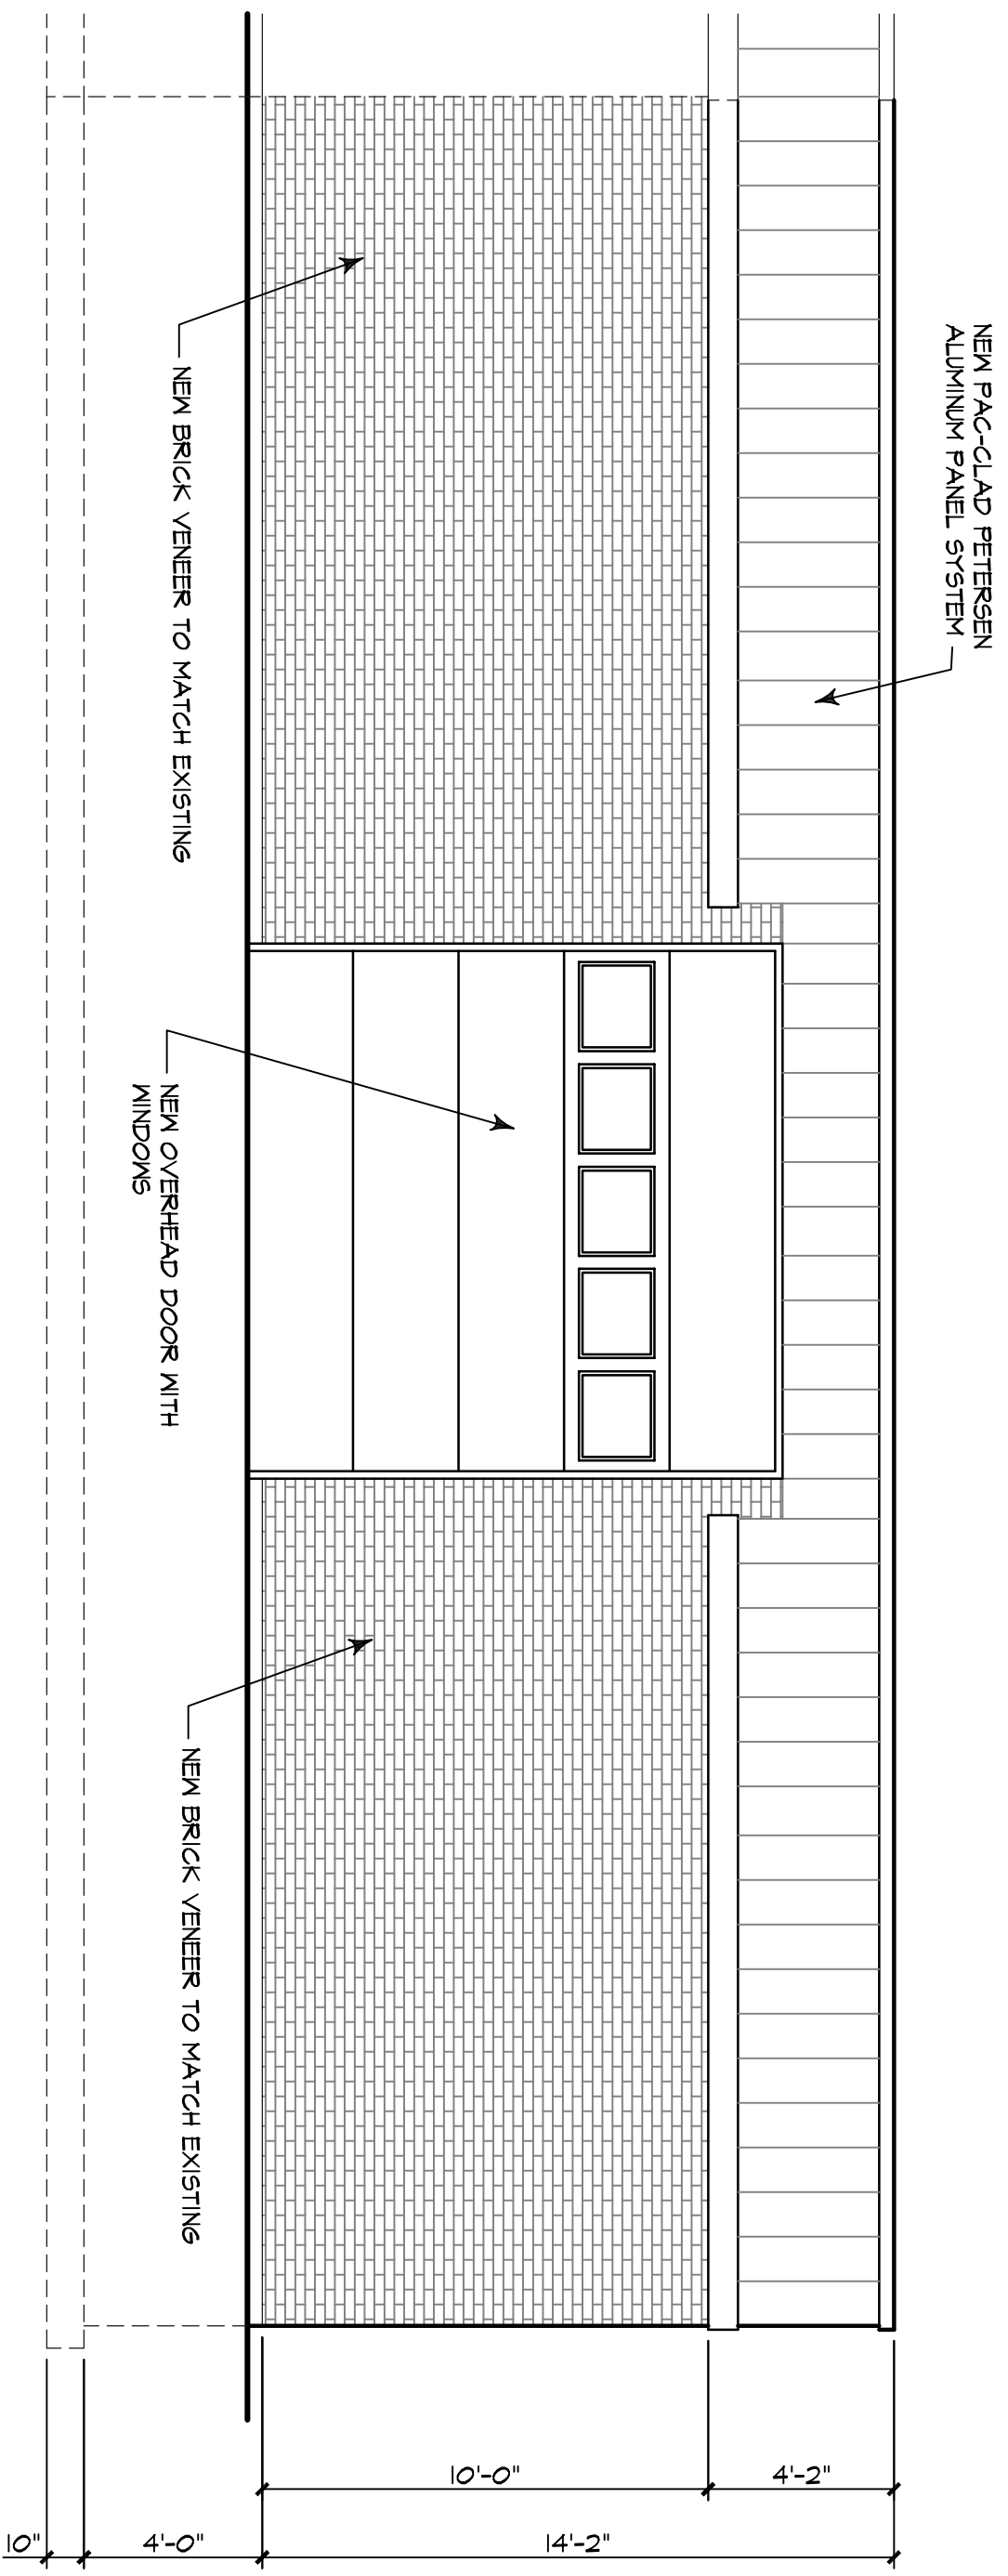 NEW PAC-CLAD PETERSEN
ALUMINUM PANEL SYSTEM
NEW BRICK VENEER TO MATCH EXISTING
NEW OVERHEAD DOOR WITH
WINDOWS
NEW BRICK VENEER TO MATCH EXISTING
4'-2"
10'-0"
14'-2"
4'-0"
10"